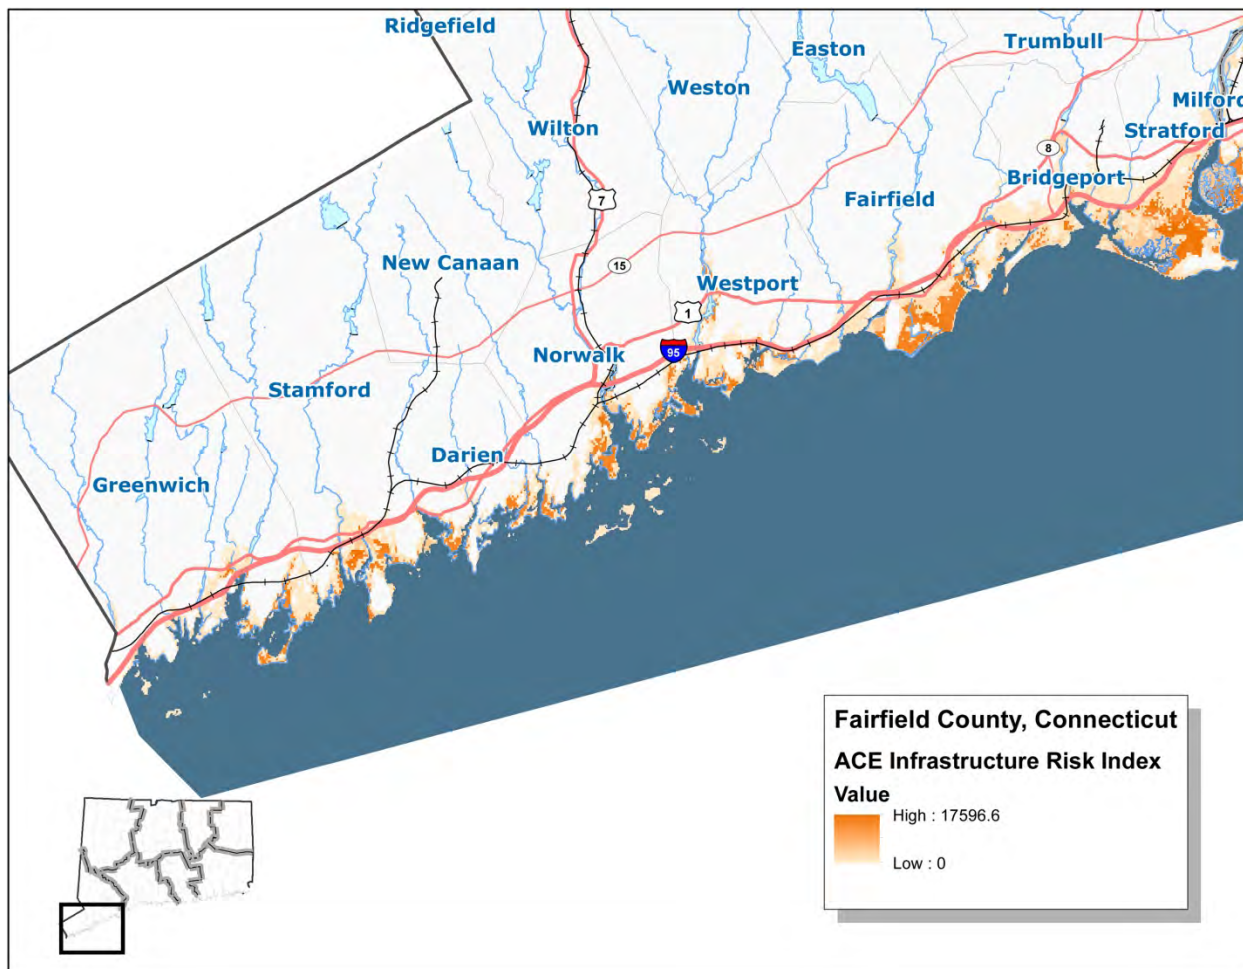 Ridgefield
Easton
Trumbull
Weston
Milford
Wilton
Stratford
8
Bridgeport
7
Fairfield
New Canaan
15
Westport
1
Norwalk
95
Stamford
Darien
Greenwich
Fairfield County, Connecticut
ACE Infrastructure Risk Index
Value
High : 17596.6
Low : 0